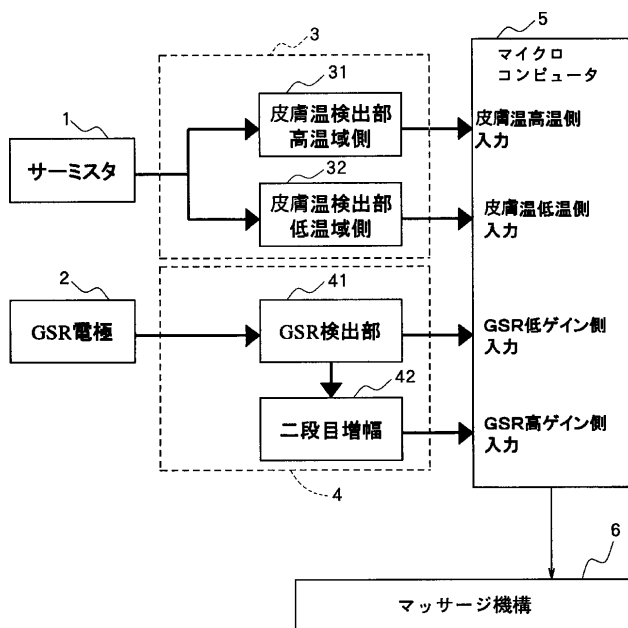 5
マイクロ
コンピュータ
3
31
皮膚温検出部
高温域側
皮膚温高温側
入力
1
サーミスタ
32
皮膚温検出部
低温域側
皮膚温低温側
入力
2
GSR電極
41
GSR検出部
GSR低ゲイン側
入力
42
二段目増幅
GSR高ゲイン側
入力
4
6
マッサージ機構